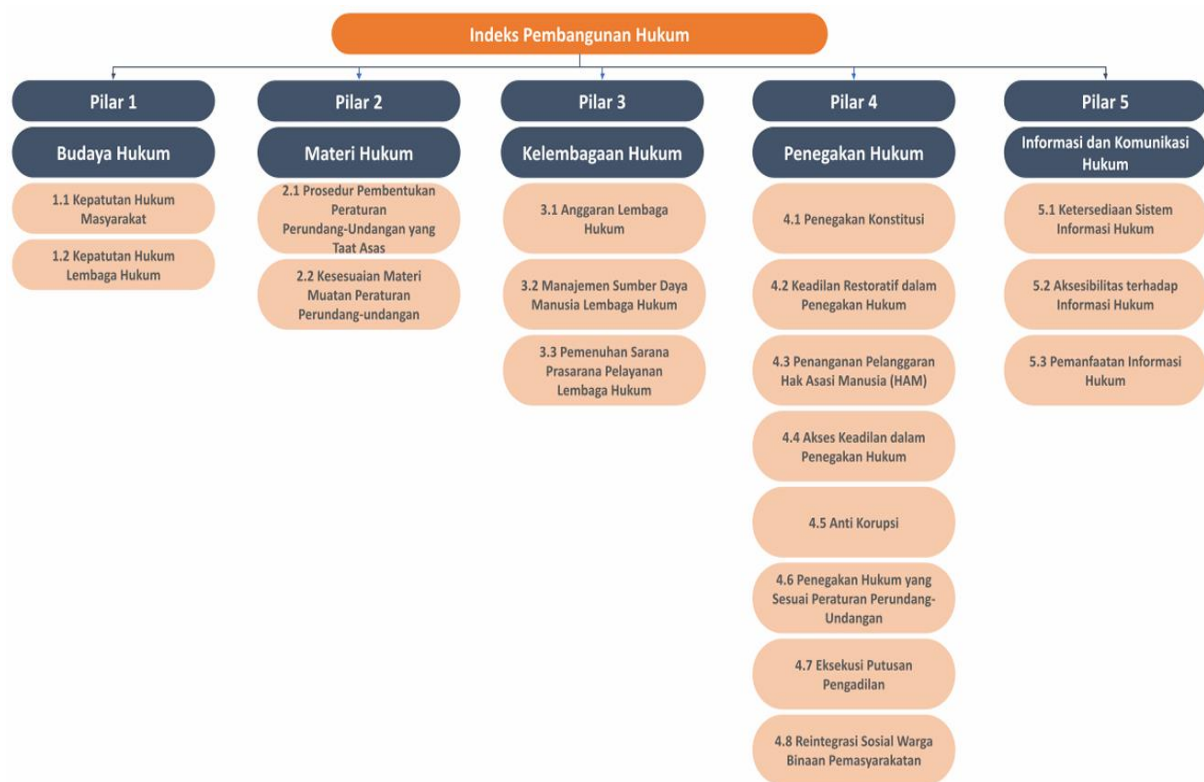 Indeks Pembangunan Hukum
Pilar 1
Budaya Hukum
1.1 Kepatutan Hukum
Masyarakat
1.2 Kepatutan Hukum
Lembaga Hukum
Pilar 2
Materi Hukum
2.1 Prosedur Pembentukan
Peraturan
Perundang-Undangan yang
Taat Asas
2.2 Kesesuaian Materi
Muatan Peraturan
Perundang-undangan
Pilar 3
Kelembagaan Hukum
3.1 Anggaran Lembaga
Hukum
3.2 Manajemen Sumber Daya
Manusia Lembaga Hukum
3.3 Pemenuhan Sarana
Prasarana Pelayanan
Lembaga Hukum
Pilar 4
Penegakan Hukum
4.1 Penegakan Konstitusi
4.2 Keadilan Restoratif dalam
Penegakan Hukum
4.3 Penanganan Pelanggaran
Hak Asasi Manusia (HAM)
4.4 Akses Keadilan dalam
Penegakan Hukum
4.5 Anti Korupsi
4.6 Penegakan Hukum yang
Sesuai Peraturan Perundang-
Undangan
4.7 Eksekusi Putusan
Pengadilan
4.8 Reintegrasi Sosial Warga
Binaan Pemasyarakatan
Pilar 5
Informasi dan Komunikasi
Hukum
5.1 Ketersediaan Sistem
Informasi Hukum
5.2 Aksesibilitas terhadap
Informasi Hukum
5.3 Pemanfaatan Informasi
Hukum